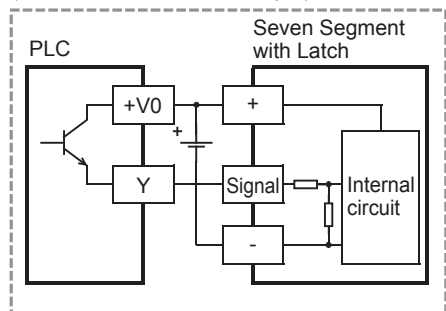 PLC
Seven Segment
with Latch
+V0
+
+
Y
Signal
Internal
circuit
-